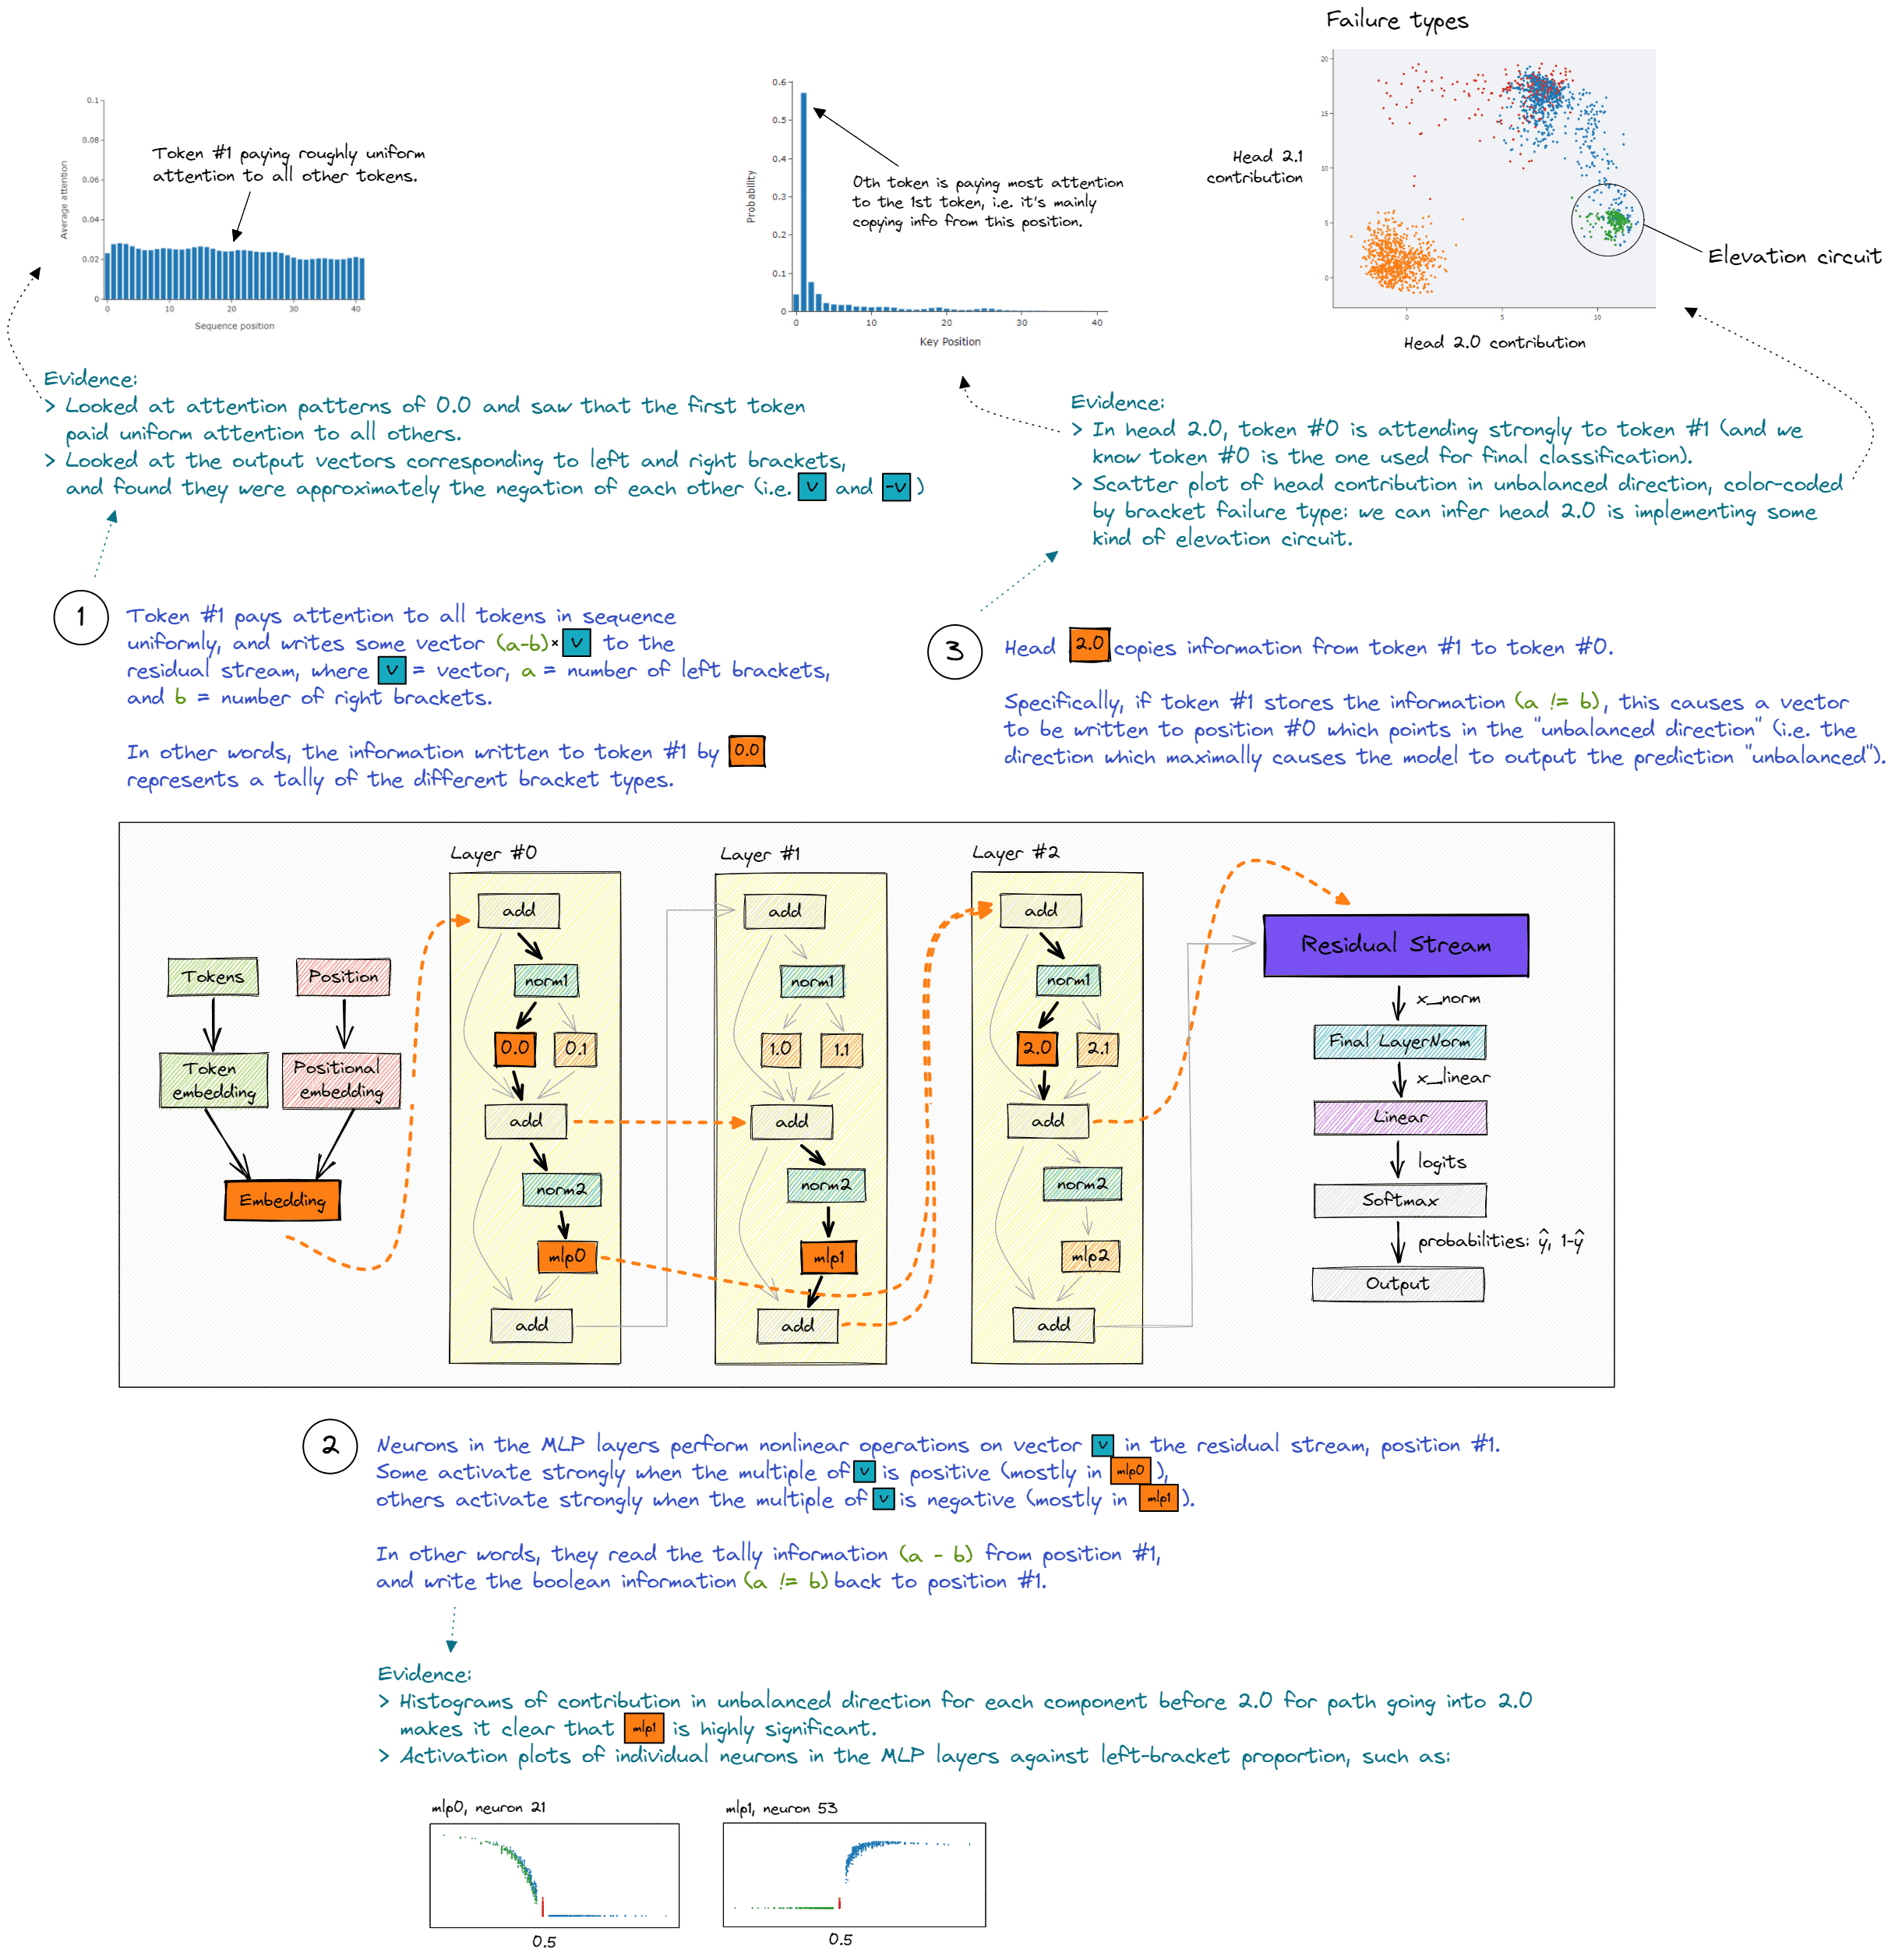 Failure types
0.1
0.08
0.06
0.04
0.02
0
Average attention
Token #1 paying roughly uniform
attention to all other tokens.
0
10
20
30
40
Sequence position
0.6
0.5
0.4
0.3
0.2
0.1
0
Probability
0th token is paying most attention
to the 1st token, i.e. it's mainly
copying info from this position.
0
10
20
30
40
Key Position
20
15
10
5
0
Head 2.1
contribution
0
5
10
Head 2.0 contribution
Elevation circuit
Evidence:
> Looked at attention patterns of 0.0 and saw that the first token
paid uniform attention to all others.
> Looked at the output vectors corresponding to left and right brackets,
and found they were approximately the negation of each other (i.e. v and -v )
Evidence:
> In head 2.0, token #0 is attending strongly to token #1 (and we
know token #0 is the one used for final classification).
> Scatter plot of head contribution in unbalanced direction, color-coded
by bracket failure type: we can infer head 2.0 is implementing some
kind of elevation circuit.
1
Token #1 pays attention to all tokens in sequence
uniformly, and writes some vector (a-b)× v to the
residual stream, where v = vector, a = number of left brackets,
and b = number of right brackets.
In other words, the information written to token #1 by 0.0
represents a tally of the different bracket types.
3
Head 2.0 copies information from token #1 to token #0.
Specifically, if token #1 stores the information (a != b), this causes a vector
to be written to position #0 which points in the "unbalanced direction" (i.e. the
direction which maximally causes the model to output the prediction "unbalanced").
Layer #0
Layer #1
Layer #2
Tokens
Position
Token
embedding
Positional
embedding
Embedding
add
norm1
0.0
0.1
add
norm2
mlp0
add
add
norm1
1.0
1.1
add
norm2
mlp1
add
add
norm1
2.0
2.1
add
norm2
mlp2
add
Residual Stream
x_norm
Final LayerNorm
x_linear
Linear
logits
Softmax
probabilities: ŷ, 1-ŷ
Output
2
Neurons in the MLP layers perform nonlinear operations on vector v in the residual stream, position #1.
Some activate strongly when the multiple of v is positive (mostly in mlp0 ),
others activate strongly when the multiple of v is negative (mostly in mlp1 ).
In other words, they read the tally information (a - b) from position #1,
and write the boolean information (a != b) back to position #1.
Evidence:
> Histograms of contribution in unbalanced direction for each component before 2.0 for path going into 2.0
makes it clear that mlp1 is highly significant.
> Activation plots of individual neurons in the MLP layers against left-bracket proportion, such as:
mlp0, neuron 21
mlp1, neuron 53
0.5
0.5